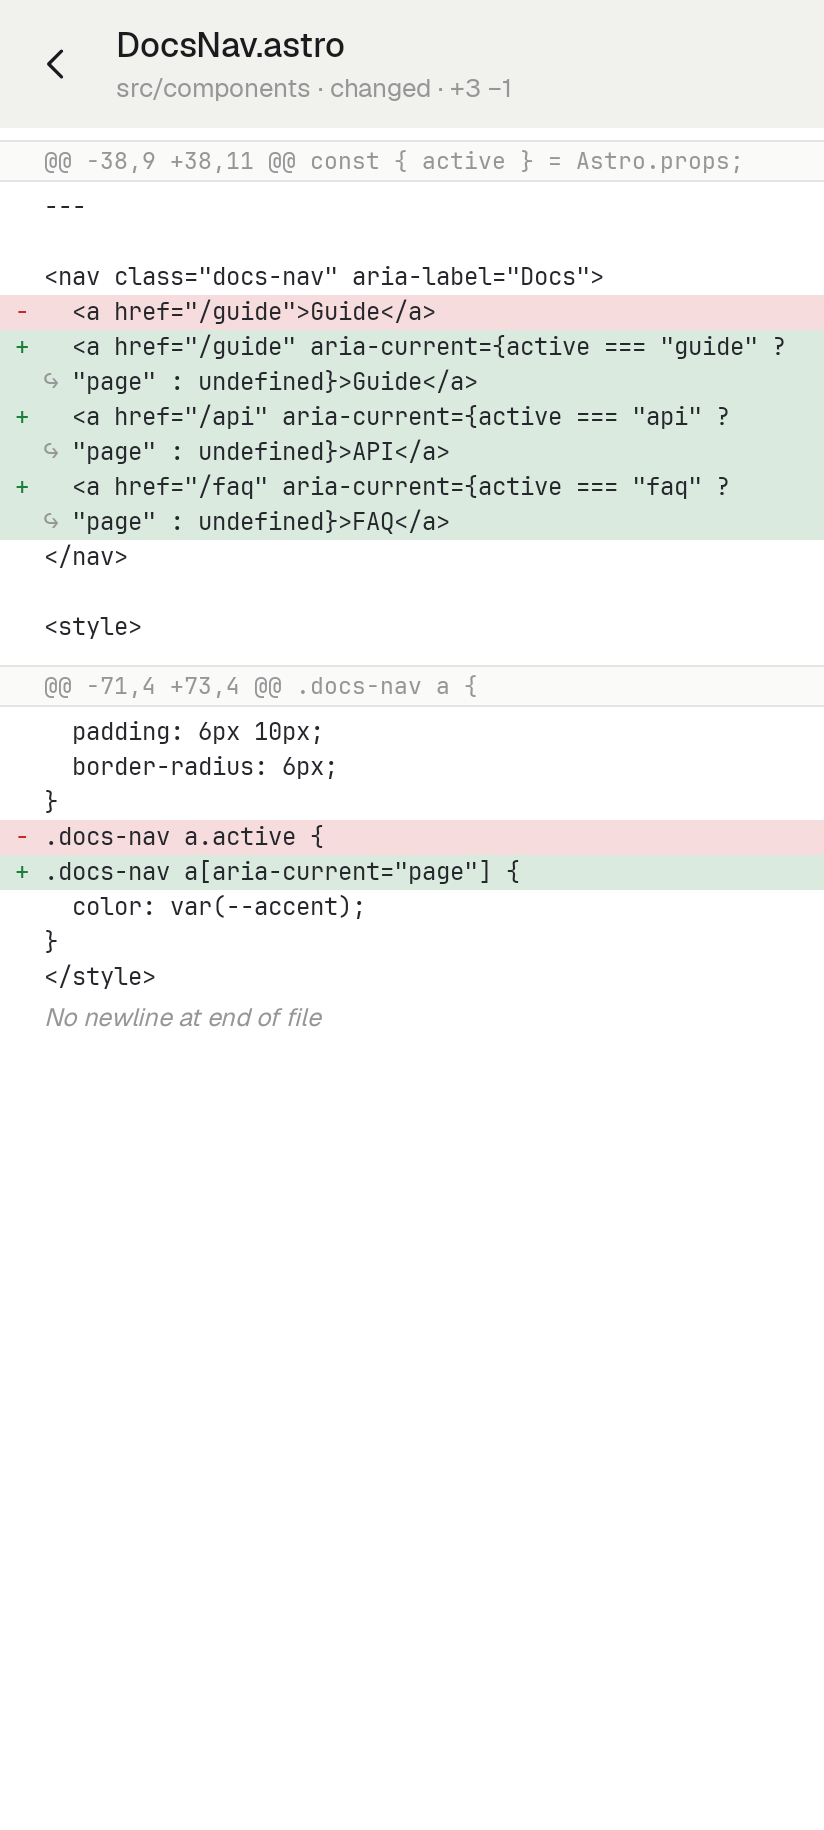 DocsNav.astro
src/components · changed · +3 −1
@@ -38,9 +38,11 @@ const { active } = Astro.props;
---
<nav class="docs-nav" aria-label="Docs">
-   <a href="/guide">Guide</a>
+   <a href="/guide" aria-current={active === "guide" ?
↪ "page" : undefined}>Guide</a>
+   <a href="/api" aria-current={active === "api" ?
↪ "page" : undefined}>API</a>
+   <a href="/faq" aria-current={active === "faq" ?
↪ "page" : undefined}>FAQ</a>
</nav>
<style>
@@ -71,4 +73,4 @@ .docs-nav a {
  padding: 6px 10px;
  border-radius: 6px;
}
- .docs-nav a.active {
+ .docs-nav a[aria-current="page"] {
  color: var(--accent);
}
</style>
No newline at end of file